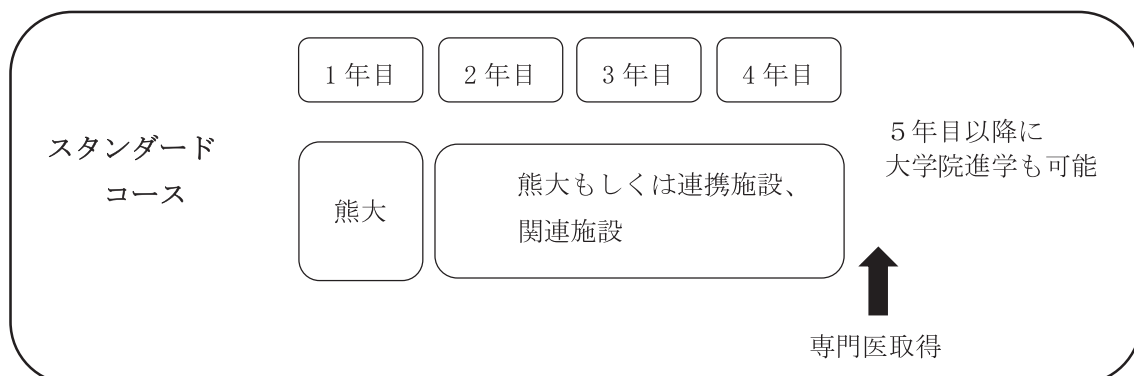 1年目
2年目
3年目
4年目
スタンダード
コース
熊大
熊大もしくは連携施設、
関連施設
5年目以降に
大学院進学も可能
専門医取得